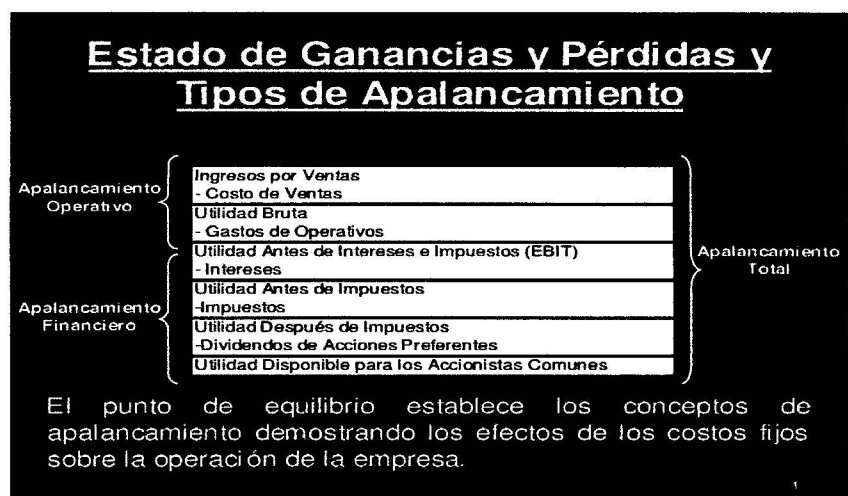 Estado de Ganancias y Pérdidas y
Tipos de Apalancamiento
Apalancamiento
Operativo
Ingresos por Ventas
- Costo de Ventas
Utilidad Bruta
- Gastos de Operativos
Utilidad Antes de Intereses e Impuestos (EBIT)
- Intereses
Apalancamiento
Total
Apalancamiento
Financiero
Utilidad Antes de Impuestos
-Impuestos
Utilidad Después de Impuestos
-Dividendos de Acciones Preferentes
Utilidad Disponible para los Accionistas Comunes
El punto de equilibrio establece los conceptos de
apalancamiento demostrando los efectos de los costos fijos
sobre la operación de la empresa.
1